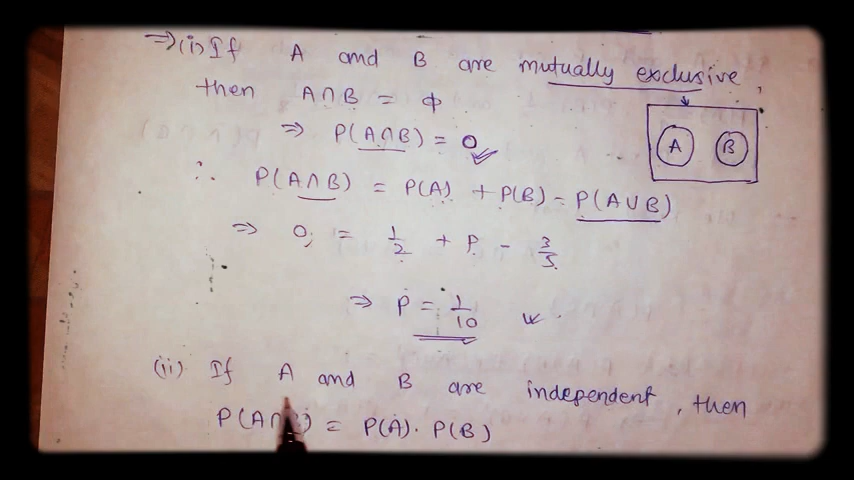 ⇒(i) If A and B are mutually exclusive,
then A∩B = ϕ
⇒ P(A∩B) = 0
A B
∴ P(A∩B) = P(A) + P(B) - P(A∪B)
⇒ 0 = 1/2 + P - 3/5
⇒ P = 1/10
(ii) If A and B are independent, then
P(A∩ ) = P(A). P(B)